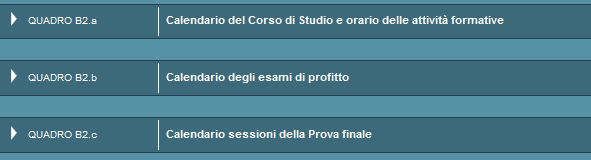 QUADRO B2.a Calendario del Corso di Studio e orario delle attività formative
QUADRO B2.b Calendario degli esami di profitto
QUADRO B2.c Calendario sessioni della Prova finale